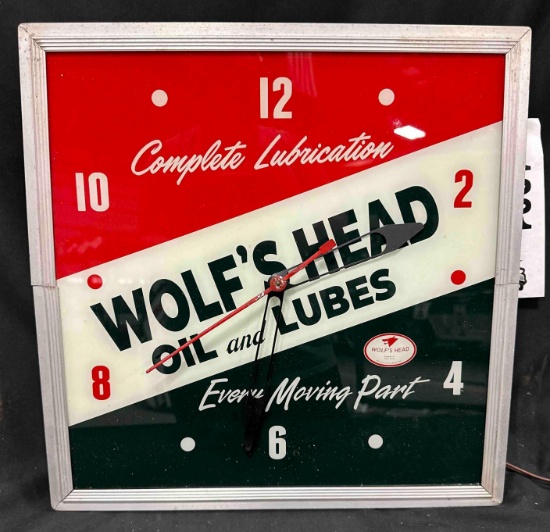 12
Complete Lubrication
10
2
WOLF'S HEAD
OIL and LUBES
8
WOLF'S HEAD
4
Every Moving Part
6